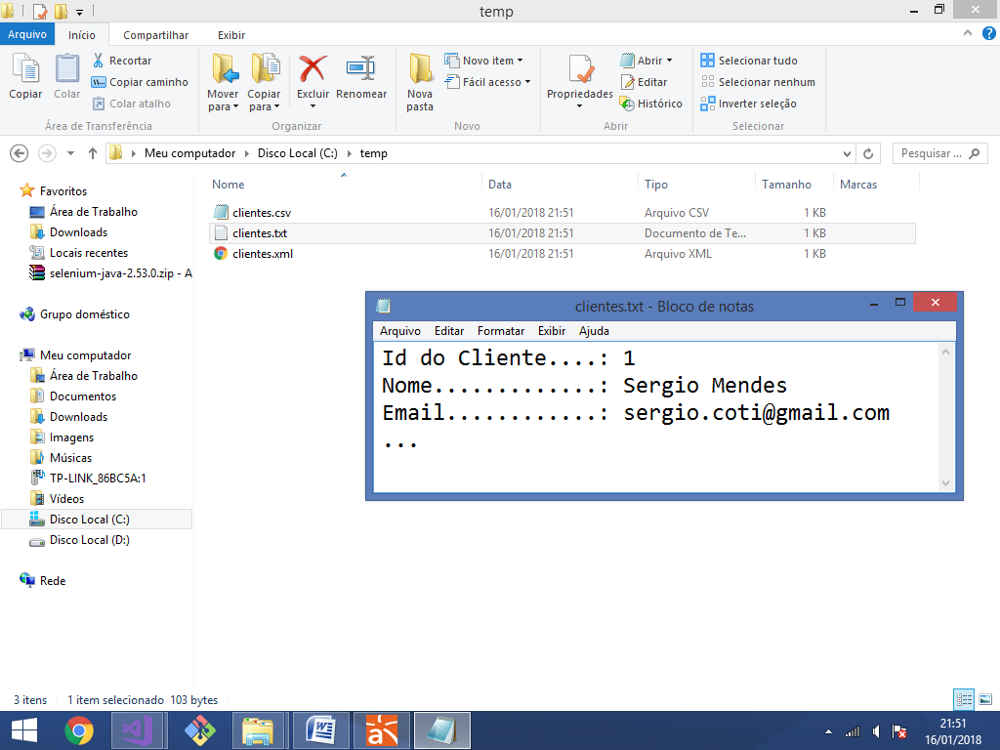 temp
Arquivo
Início
Compartilhar
Exibir
Copiar
Colar
Recortar
Copiar caminho
Colar atalho
Área de Transferência
Mover para
Copiar para
Excluir
Renomear
Organizar
Nova pasta
Novo item
Fácil acesso
Novo
Propriedades
Abrir
Editar
Histórico
Abrir
Selecionar tudo
Selecionar nenhum
Inverter seleção
Selecionar
Meu computador
Disco Local (C:)
temp
Pesquisar ...
Favoritos
Área de Trabalho
Downloads
Locais recentes
selenium-java-2.53.0.zip - A
Grupo doméstico
Meu computador
Área de Trabalho
Documentos
Downloads
Imagens
Músicas
TP-LINK_86BC5A:1
Vídeos
Disco Local (C:)
Disco Local (D:)
Rede
Nome Data Tipo Tamanho Marcas
clientes.csv 16/01/2018 21:51 Arquivo CSV 1 KB
clientes.txt 16/01/2018 21:51 Documento de Te... 1 KB
clientes.xml 16/01/2018 21:51 Arquivo XML 1 KB
clientes.txt - Bloco de notas
Arquivo Editar Formatar Exibir Ajuda
Id do Cliente....: 1
Nome.............: Sergio Mendes
Email............: sergio.coti@gmail.com
...
3 itens 1 item selecionado 103 bytes
21:51
16/01/2018